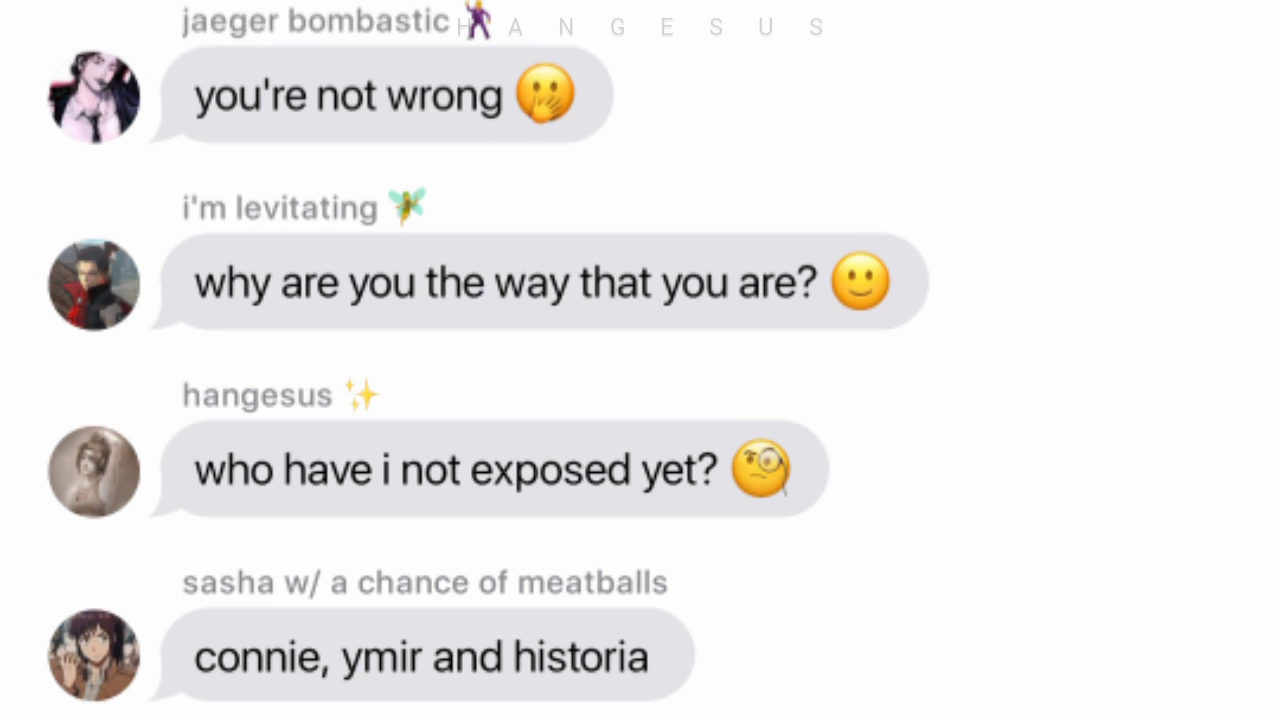 jaeger bombastic 🕺
HANGESUS
you're not wrong 🤭
i'm levitating 🧚
why are you the way that you are? 🙂
hangesus ✨
who have i not exposed yet? 🧐
sasha w/ a chance of meatballs
connie, ymir and historia